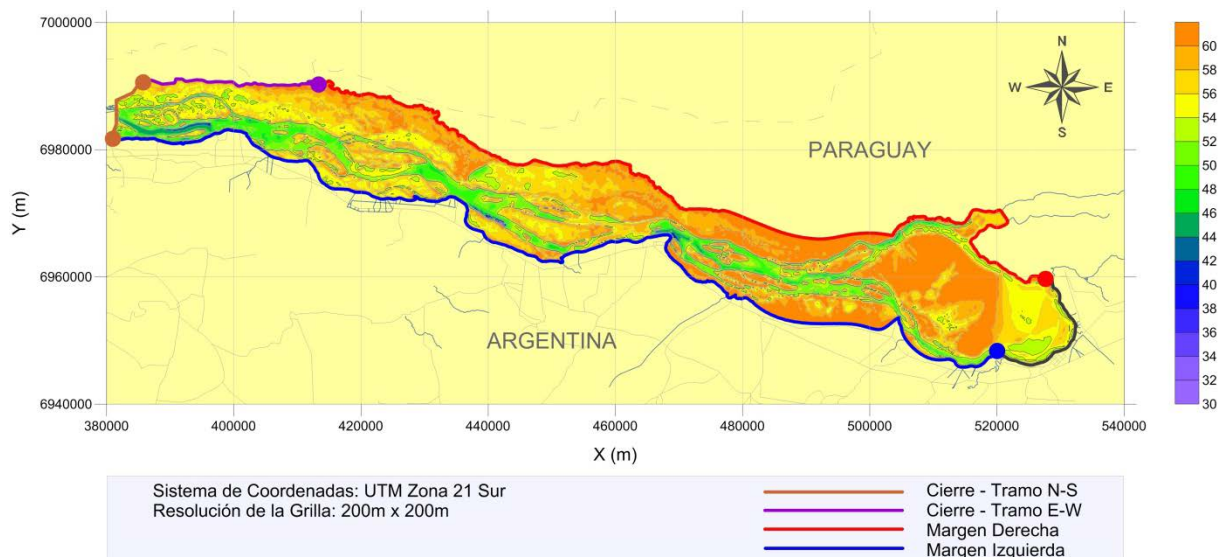 7000000
6980000
6960000
6940000
Y (m)
380000 400000 420000 440000 460000 480000 500000 520000 540000
X (m)
PARAGUAY
ARGENTINA
N
W E
S
60
58
56
54
52
50
48
46
44
42
40
38
36
34
32
30
Sistema de Coordenadas: UTM Zona 21 Sur
Resolución de la Grilla: 200m x 200m
Cierre - Tramo N-S
Cierre - Tramo E-W
Margen Derecha
Margen Izquierda